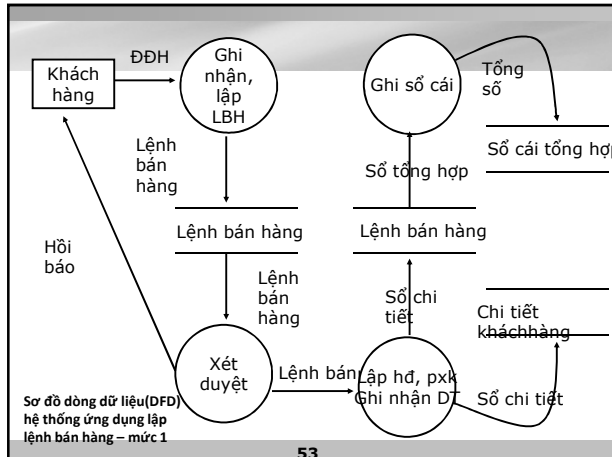 ĐĐH
Khách
hàng
Ghi
nhận,
lập
LBH
Ghi sổ cái
Tổng
số
Lệnh
bán
hàng
Sổ tổng hợp
Sổ cái tổng hợp
Lệnh bán hàng
Lệnh bán hàng
Hồi
báo
Lệnh
bán
hàng
Sổ chi
tiết
Chi tiết
kháchhàng
Xét
duyệt
Lệnh bán
Lập hđ, pxk
Ghi nhận DT
Sổ chi tiết
Sơ đồ dòng dữ liệu(DFD)
hệ thống ứng dụng lập
lệnh bán hàng – mức 1
53